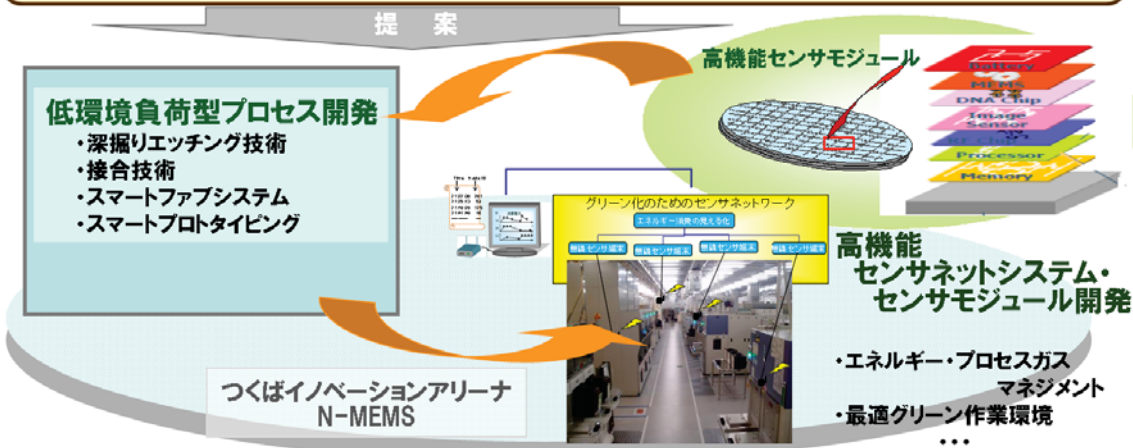 提 案
高機能センサモジュール
Battery
MEMS
DNA Chip
Image
Sensor
RF Chip
Processor
Memory
低環境負荷型プロセス開発
・深掘りエッチング技術
・接合技術
・スマートファブシステム
・スマートプロトタイピング
グリーン化のためのセンサネットワーク
エネルギー消費の見える化
無線センサ端末
無線センサ端末
無線センサ端末
無線センサ端末
高機能
センサネットシステム・
センサモジュール開発
・エネルギー・プロセスガス
マネジメント
・最適グリーン作業環境
・・・
つくばイノベーションアリーナ
N-MEMS